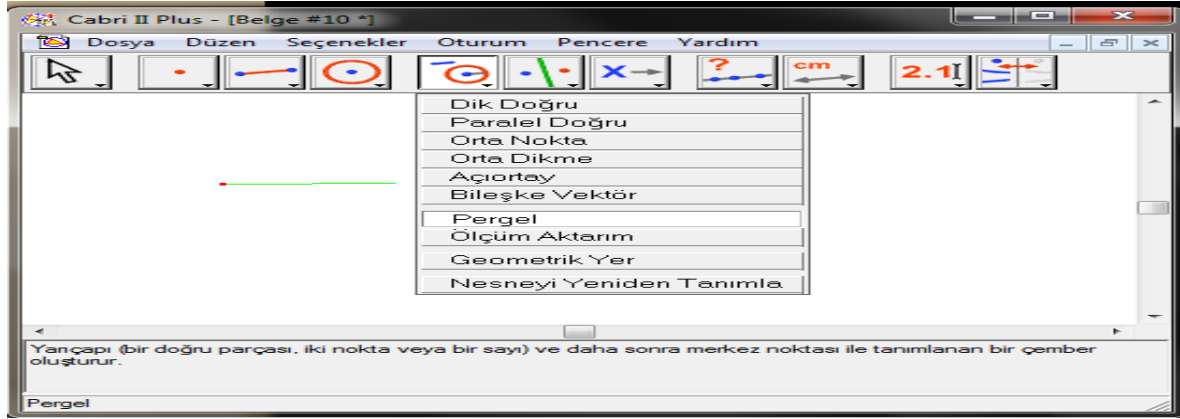 Cabri II Plus - [Belge #10 *]
Dosya Düzen Seçenekler Oturum Pencere Yardım
? cm 2.1
Dik Doğru
Paralel Doğru
Orta Nokta
Orta Dikme
Açıortay
Bileşke Vektör
Pergel
Ölçüm Aktarım
Geometrik Yer
Nesneyi Yeniden Tanımla
Yarıçapı (bir doğru parçası, iki nokta veya bir sayı) ve daha sonra merkez noktası ile tanımlanan bir çember
oluşturur.
Pergel